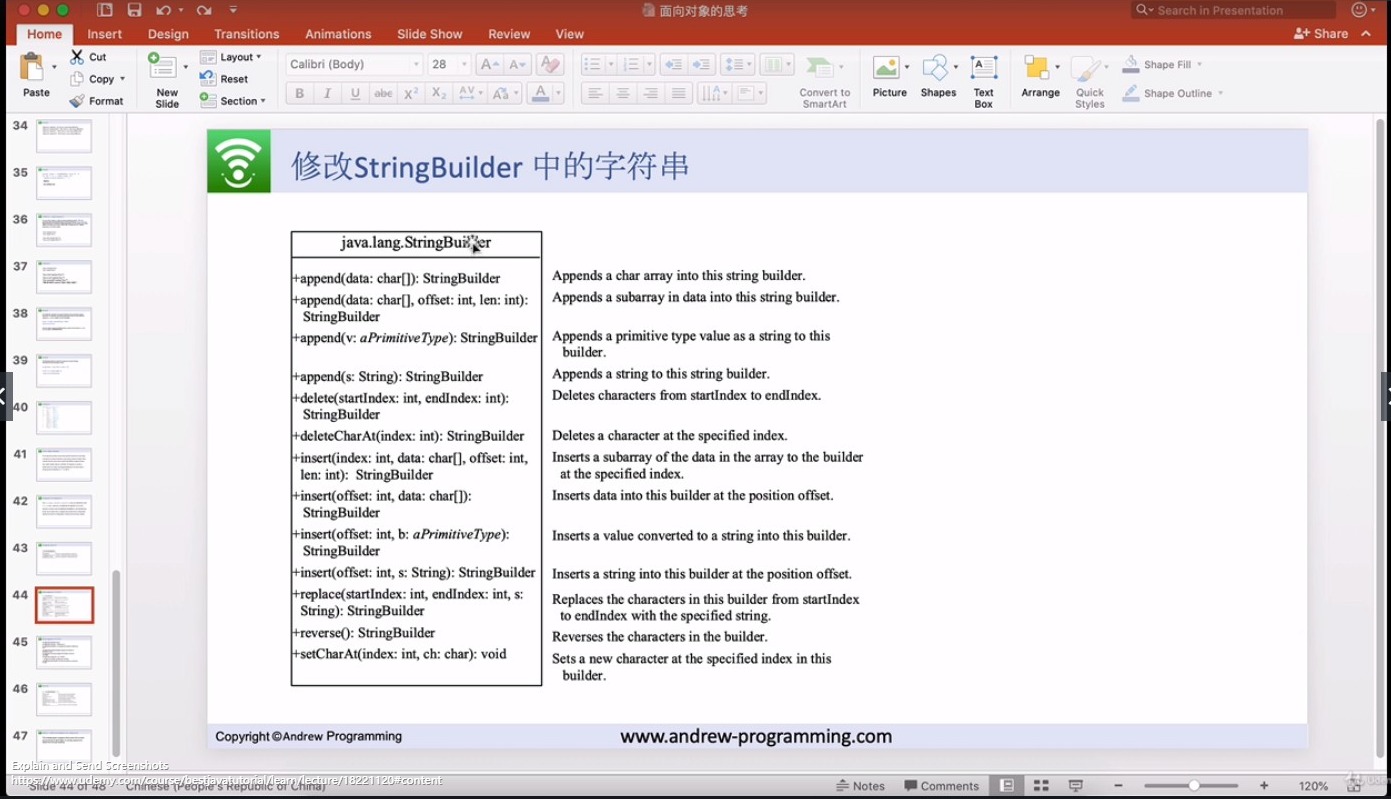 面向对象的思考
Search in Presentation
Home Insert Design Transitions Animations Slide Show Review View
Share
Paste
Cut
Copy
Format
New Slide
Layout
Reset
Section
Calibri (Body) 28
Convert to SmartArt
Picture
Shapes
Text Box
Arrange
Quick Styles
Shape Fill
Shape Outline
34
35
36
37
38
39
40
41
42
43
44
45
46
47
修改StringBuilder 中的字符串
java.lang.StringBuilder
+append(data: char[]): StringBuilder
Appends a char array into this string builder.
+append(data: char[], offset: int, len: int):
StringBuilder
Appends a subarray in data into this string builder.
+append(v: aPrimitiveType): StringBuilder
Appends a primitive type value as a string to this
builder.
+append(s: String): StringBuilder
Appends a string to this string builder.
+delete(startIndex: int, endIndex: int):
StringBuilder
Deletes characters from startIndex to endIndex.
+deleteCharAt(index: int): StringBuilder
Deletes a character at the specified index.
+insert(index: int, data: char[], offset: int,
len: int): StringBuilder
Inserts a subarray of the data in the array to the builder
at the specified index.
+insert(offset: int, data: char[]):
StringBuilder
Inserts data into this builder at the position offset.
+insert(offset: int, b: aPrimitiveType):
StringBuilder
Inserts a value converted to a string into this builder.
+insert(offset: int, s: String): StringBuilder
Inserts a string into this builder at the position offset.
+replace(startIndex: int, endIndex: int, s:
String): StringBuilder
Replaces the characters in this builder from startIndex
to endIndex with the specified string.
+reverse(): StringBuilder
Reverses the characters in the builder.
+setCharAt(index: int, ch: char): void
Sets a new character at the specified index in this
builder.
Copyright ©Andrew Programming
www.andrew-programming.com
Explain and Send Screenshots
https://www.udemy.com/course/bestjavatutorial/learn/lecture/18221120#content
Slide 44 of 48 Chinese (People's Republic of China)
Notes Comments 120%